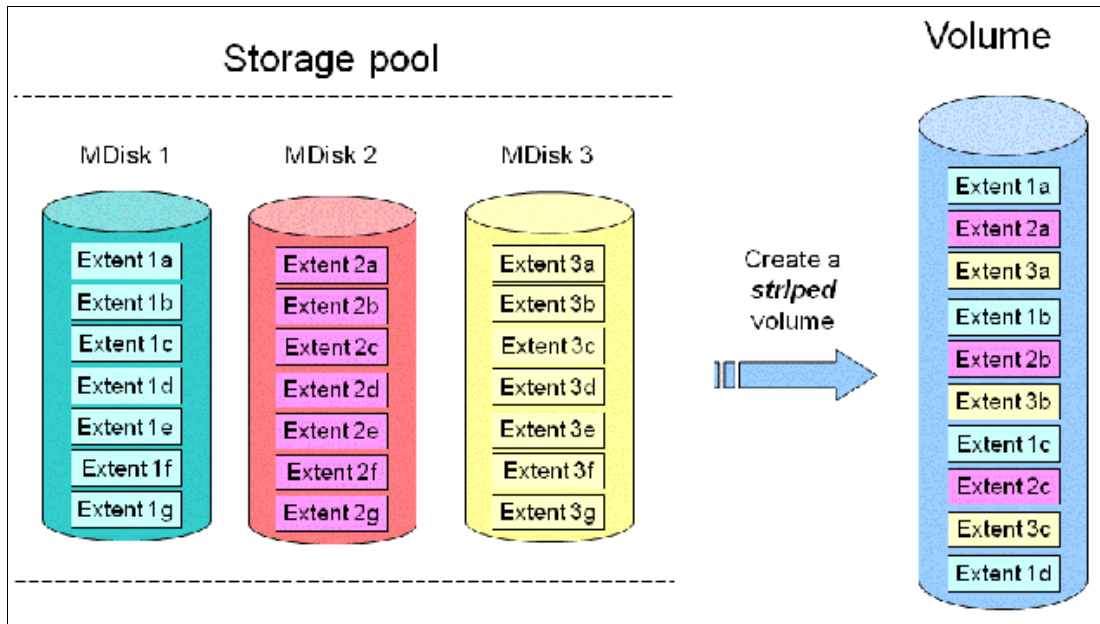 Storage pool
Volume
MDisk 1
MDisk 2
MDisk 3
Extent 1a
Extent 1b
Extent 1c
Extent 1d
Extent 1e
Extent 1f
Extent 1g
Extent 2a
Extent 2b
Extent 2c
Extent 2d
Extent 2e
Extent 2f
Extent 2g
Extent 3a
Extent 3b
Extent 3c
Extent 3d
Extent 3e
Extent 3f
Extent 3g
Create a
striped
volume
Extent 1a
Extent 2a
Extent 3a
Extent 1b
Extent 2b
Extent 3b
Extent 1c
Extent 2c
Extent 3c
Extent 1d